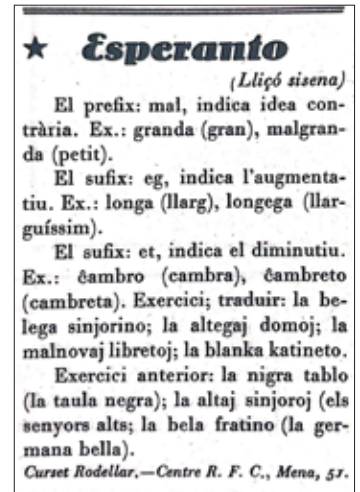 ★ Esperanto
(Lliçó sisena)
El prefix: mal, indica idea con-
trària. Ex.: granda (gran), malgran-
da (petit).
El sufix: eg, indica l'augmenta-
tiu. Ex.: longa (llarg), longega (llar-
guíssim).
El sufix: et, indica el diminutiu.
Ex.: ĉambro (cambra), ĉambreto
(cambreta). Exercici; traduir: la be-
lega sinjorino; la altegaj domoj; la
malnovaj libretoj; la blanka katineto.
Exercici anterior: la nigra tablo
(la taula negra); la altaj sinjoroj (els
senyors alts; la bela fratino (la ger-
mana bella).
Curset Rodellar.—Centre R. F. C., Mena, 51.